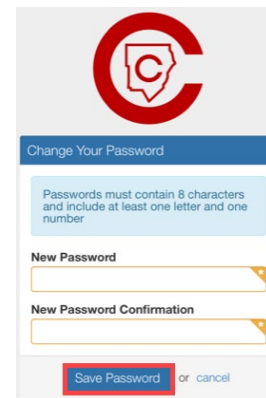 C
Change Your Password
Passwords must contain 8 characters
and include at least one letter and one
number
New Password
New Password Confirmation
Save Password or cancel